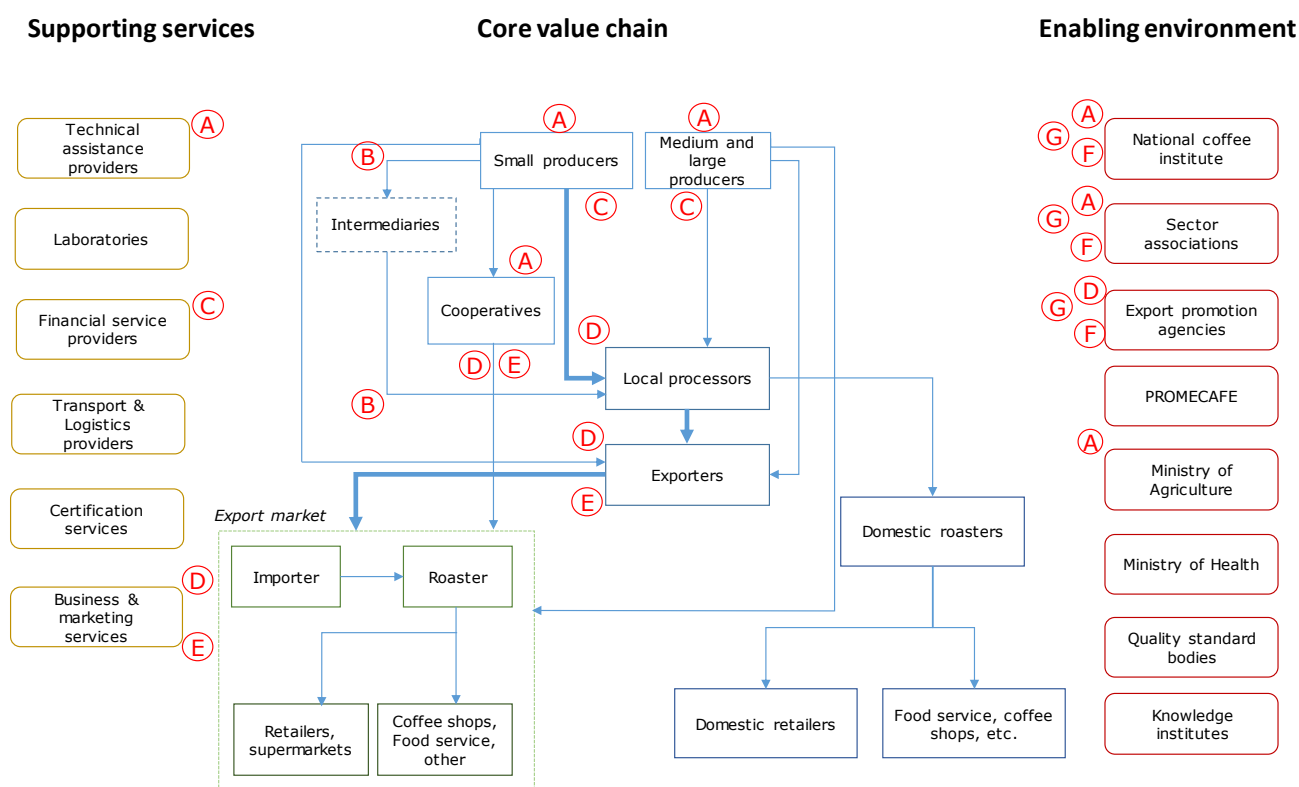 Supporting services
Core value chain
Enabling environment
Technical
assistance
providers
A
Laboratories
Financial service
providers
C
Transport &
Logistics
providers
Certification
services
Business &
marketing
services
D
E
A
Small producers
B
C
A
Medium and
large
producers
C
Intermediaries
A
Cooperatives
D
E
B
D
Local processors
D
Exporters
E
Export market
Importer
Roaster
Retailers,
supermarkets
Coffee shops,
Food service,
other
Domestic roasters
Domestic retailers
Food service, coffee
shops, etc.
A
G
F
National coffee
institute
A
G
F
Sector
associations
D
G
F
Export promotion
agencies
PROMECAFE
A
Ministry of
Agriculture
Ministry of Health
Quality standard
bodies
Knowledge
institutes